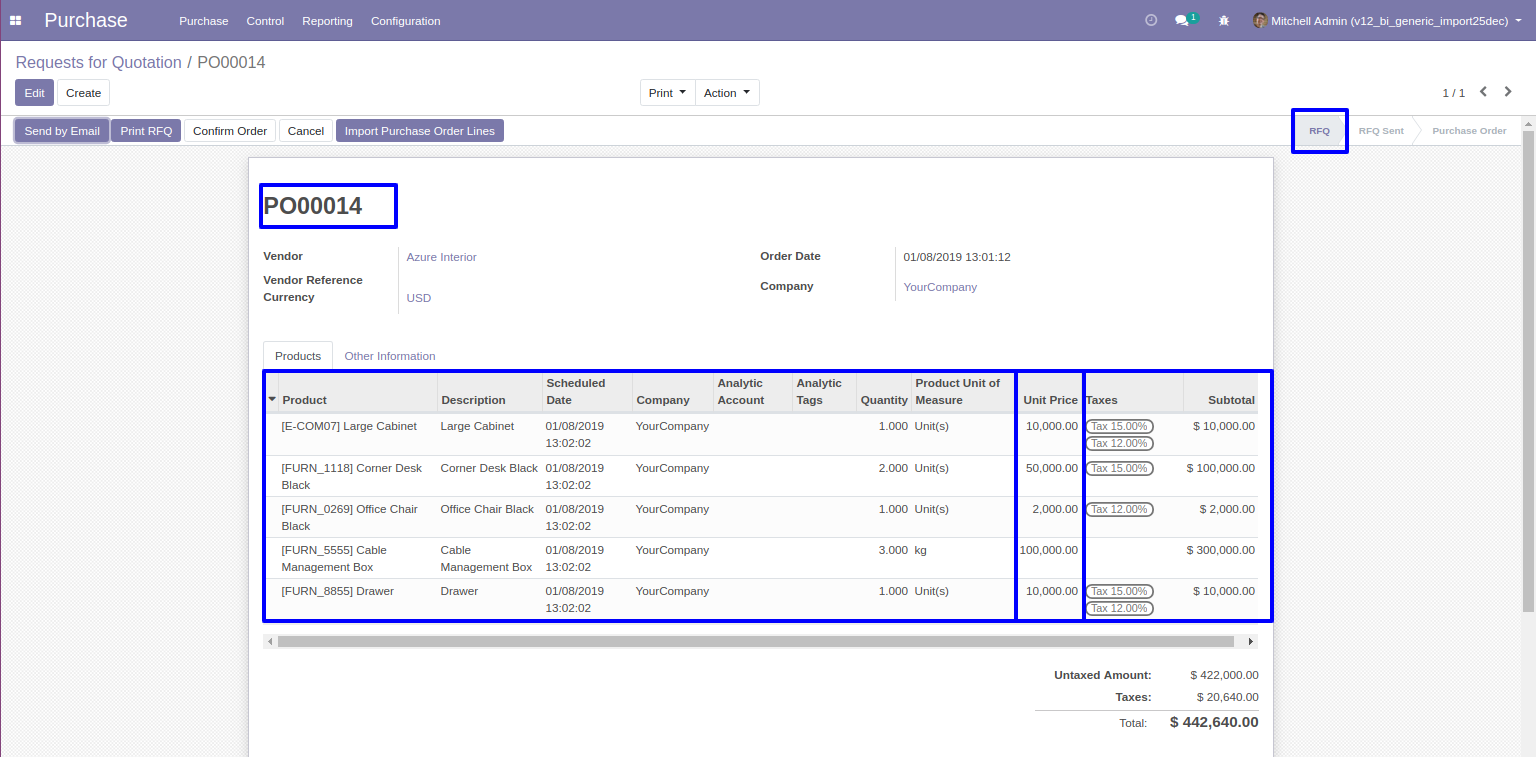 Purchase Purchase Control Reporting Configuration 1 Mitchell Admin (v12_bi_generic_import25dec)
Requests for Quotation / PO00014
Edit Create Print Action 1 / 1
Send by Email Print RFQ Confirm Order Cancel Import Purchase Order Lines RFQ RFQ Sent Purchase Order
PO00014
Vendor Azure Interior Order Date 01/08/2019 13:01:12
Vendor Reference
Company YourCompany
Currency USD
Products Other Information
Scheduled Analytic Analytic Product Unit of
Product Description Date Company Account Tags Quantity Measure Unit Price Taxes Subtotal
[E-COM07] Large Cabinet Large Cabinet 01/08/2019 YourCompany 1.000 Unit(s) 10,000.00 Tax 15.00% $ 10,000.00
13:02:02 Tax 12.00%
[FURN_1118] Corner Desk Corner Desk Black 01/08/2019 YourCompany 2.000 Unit(s) 50,000.00 Tax 15.00% $ 100,000.00
Black 13:02:02
[FURN_0269] Office Chair Office Chair Black 01/08/2019 YourCompany 1.000 Unit(s) 2,000.00 Tax 12.00% $ 2,000.00
Black 13:02:02
[FURN_5555] Cable Cable 01/08/2019 YourCompany 3.000 kg 100,000.00 $ 300,000.00
Management Box Management Box 13:02:02
[FURN_8855] Drawer Drawer 01/08/2019 YourCompany 1.000 Unit(s) 10,000.00 Tax 15.00% $ 10,000.00
13:02:02 Tax 12.00%
Untaxed Amount: $ 422,000.00
Taxes: $ 20,640.00
Total: $ 442,640.00